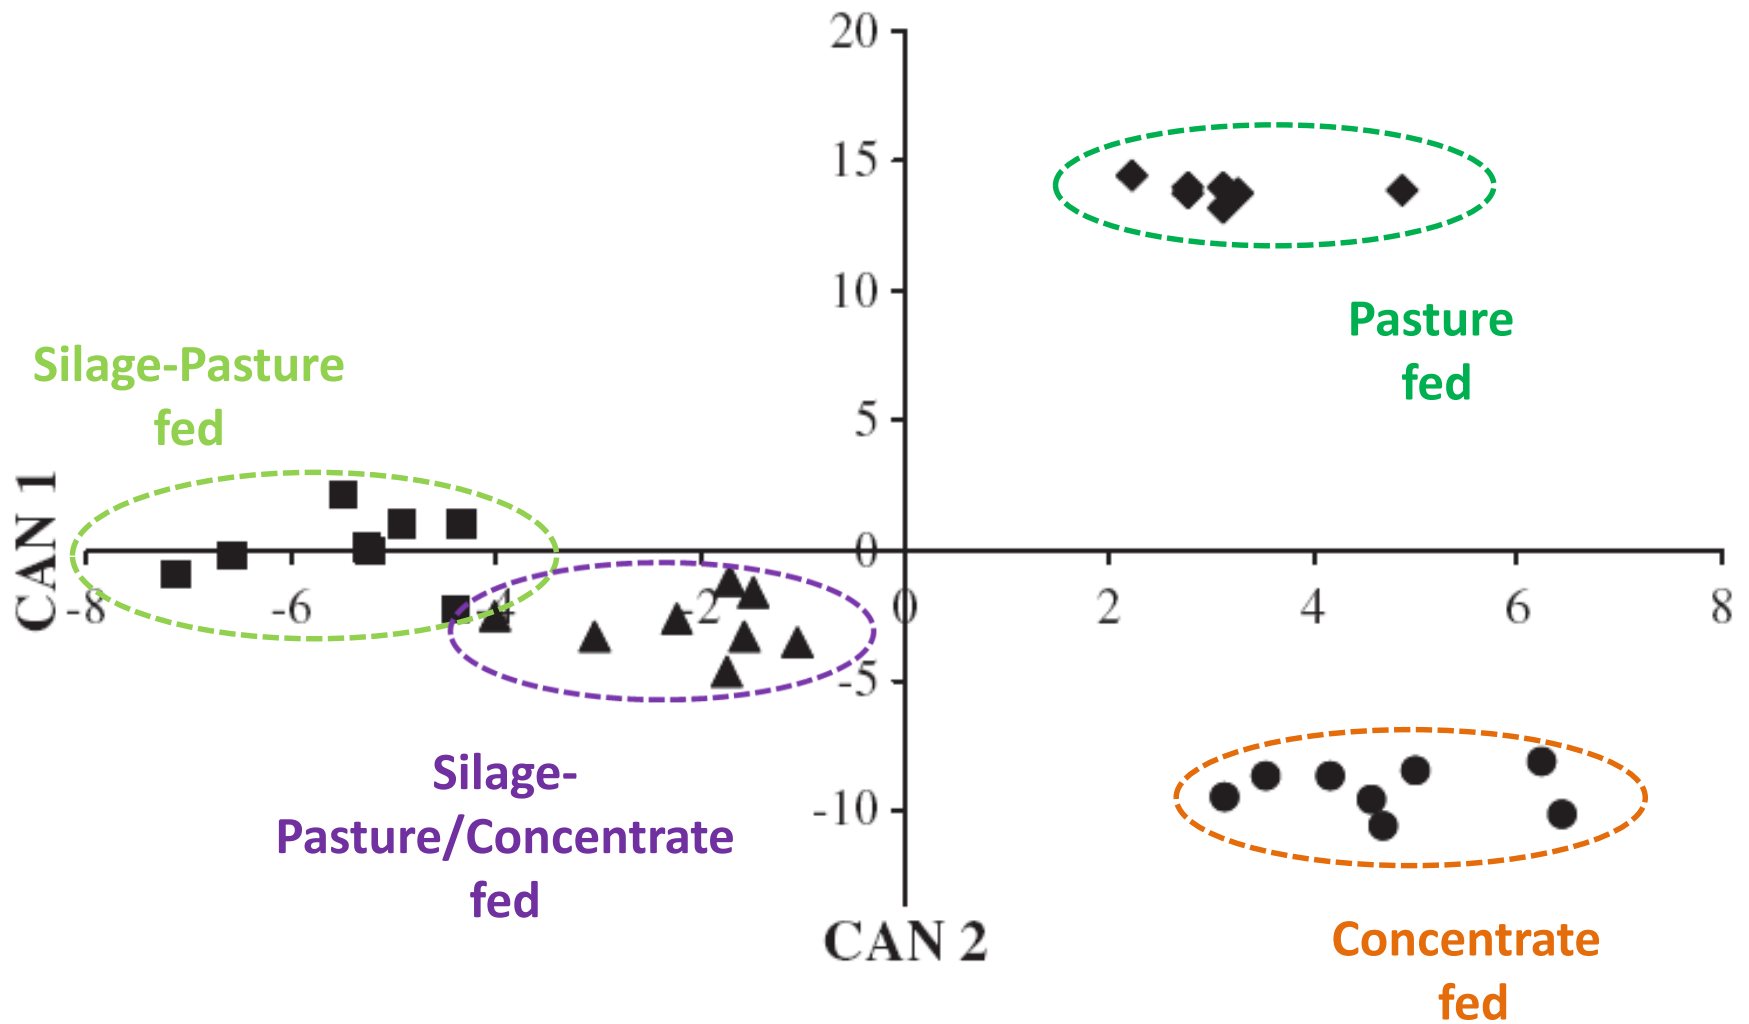 20
15
10
5
0
-5
-10
Pasture
fed
Silage-Pasture
fed
CAN 1
-8
-6
-4
-2
0
2
4
6
8
Silage-
Pasture/Concentrate
fed
CAN 2
Concentrate
fed